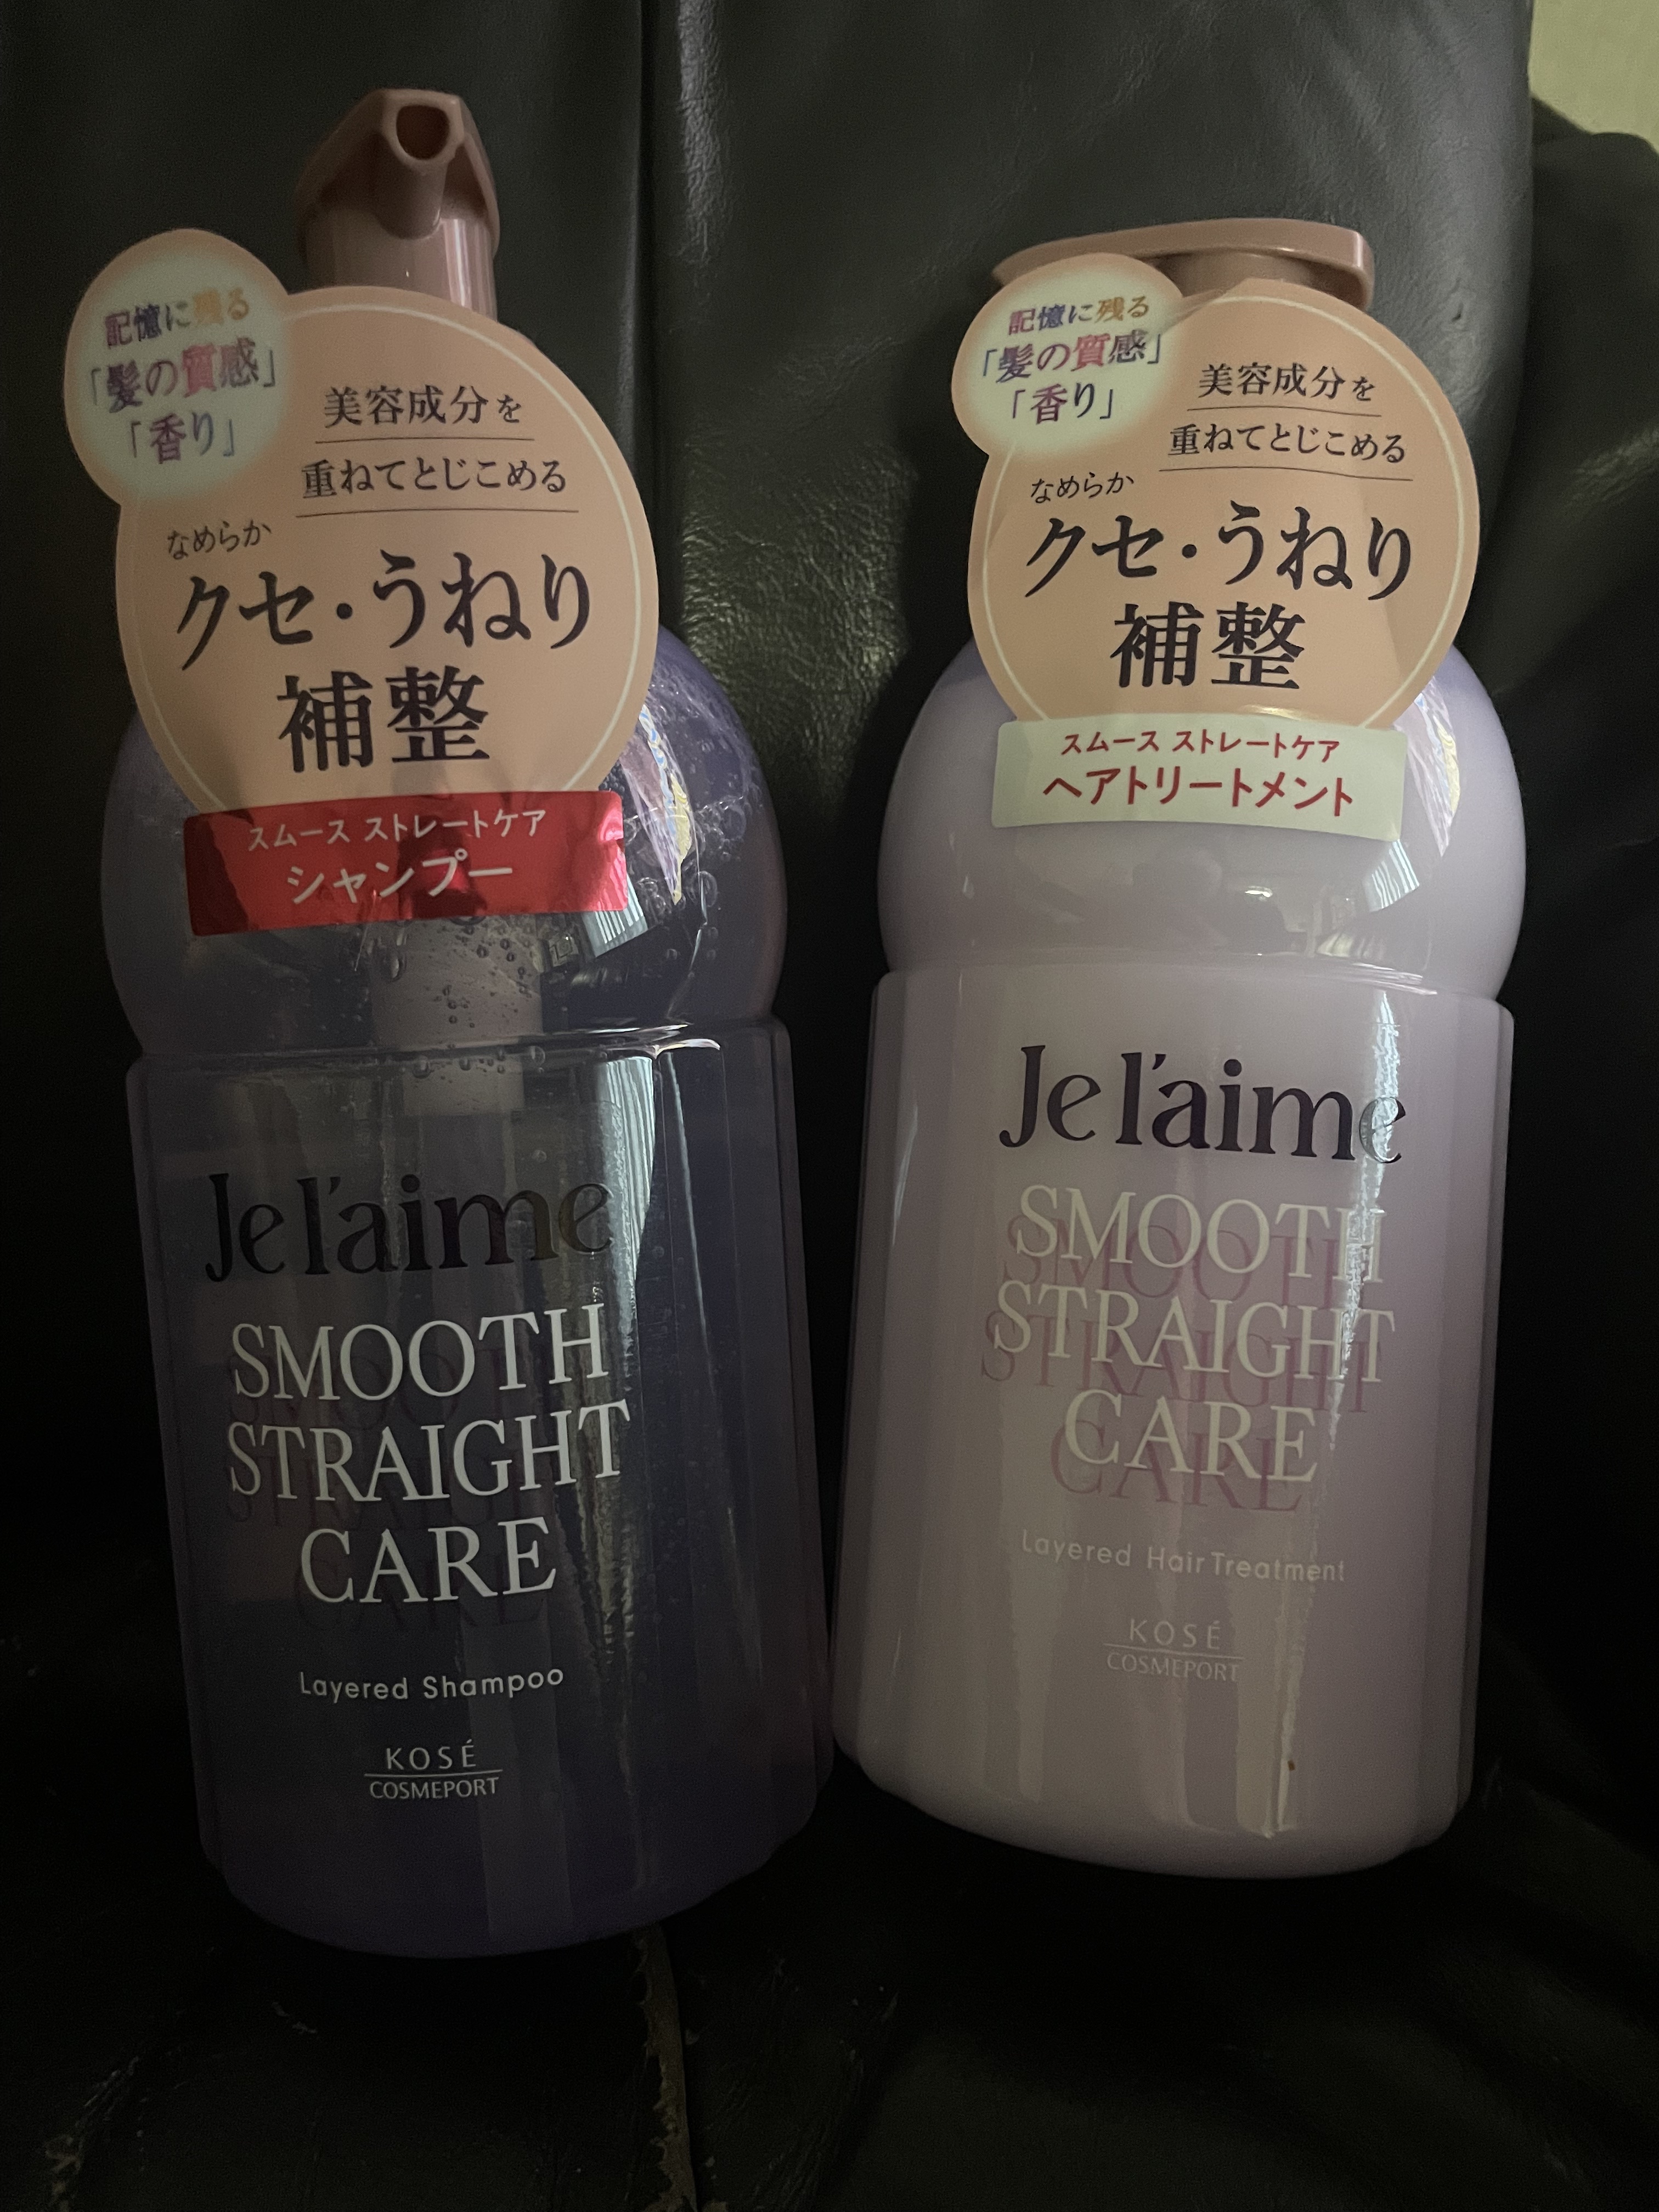 記憶に残る
「髪の質感」
「香り」
美容成分を
重ねてとじこめる
なめらか
クセ・うねり
補整
スムース ストレートケア
シャンプー
Je l'aime
SMOOTH
STRAIGHT
CARE
Layered Shampoo
KOSÉ
COSMEPORT
記憶に残る
「髪の質感」
「香り」
美容成分を
重ねてとじこめる
なめらか
クセ・うねり
補整
スムース ストレートケア
ヘアトリートメント
Je l'aime
SMOOTH
STRAIGHT
CARE
Layered Hair Treatment
KOSÉ
COSMEPORT